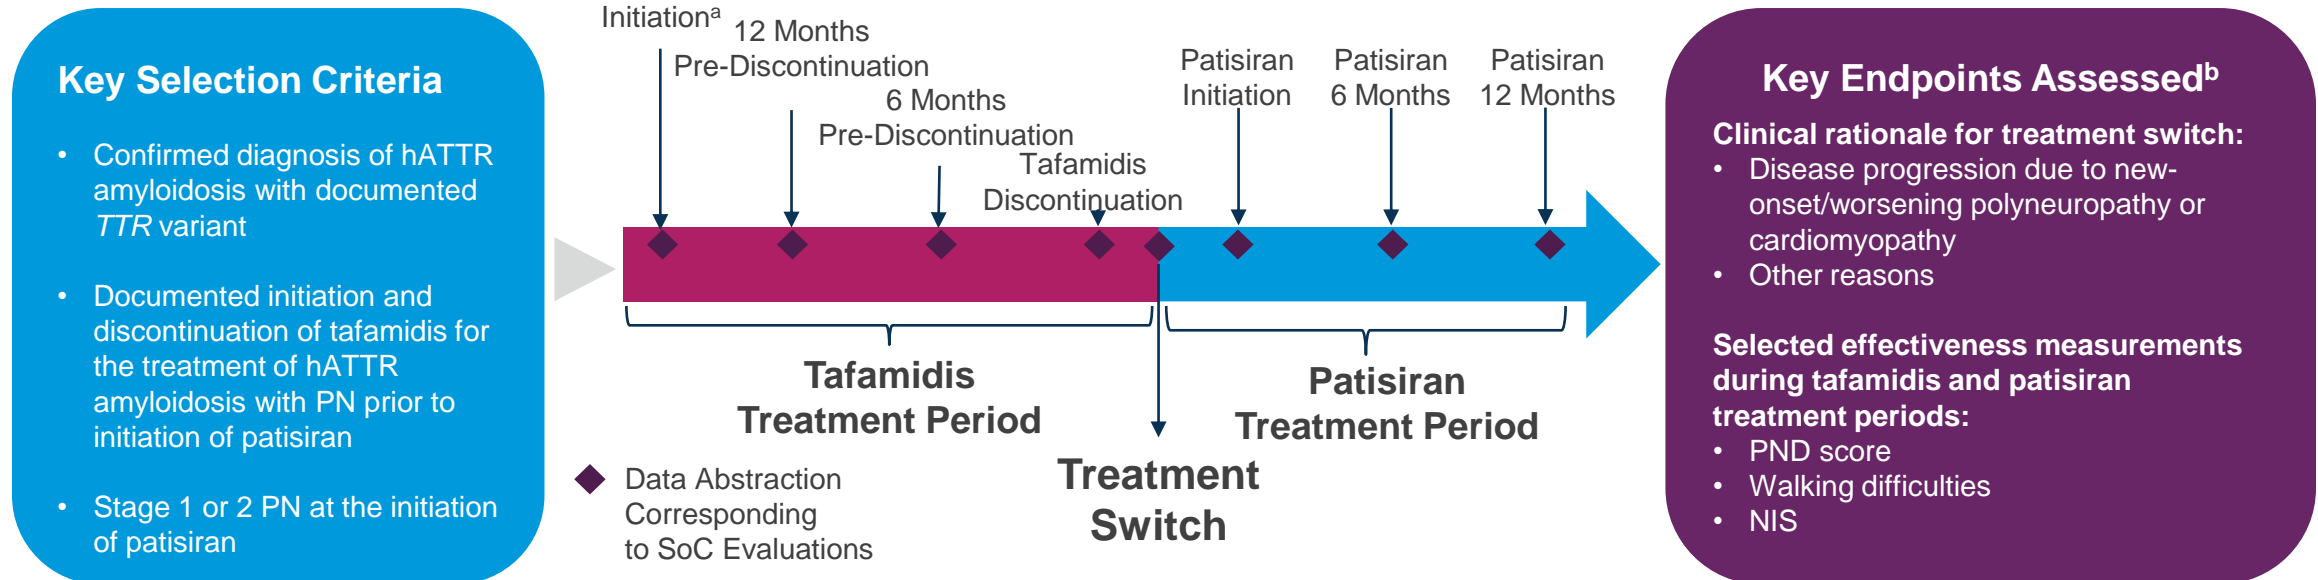 Key Selection Criteria
• Confirmed diagnosis of hATTR
amyloidosis with documented
TTR variant
• Documented initiation and
discontinuation of tafamidis for
the treatment of hATTR
amyloidosis with PN prior to
initiation of patisiran
• Stage 1 or 2 PN at the initiation
of patisiran
Initiationᵃ
12 Months
Pre-Discontinuation
6 Months
Pre-Discontinuation
Tafamidis
Discontinuation
Patisiran
Initiation
Patisiran
6 Months
Patisiran
12 Months
Tafamidis
Treatment Period
Patisiran
Treatment Period
Treatment
Switch
Data Abstraction
Corresponding
to SoC Evaluations
Key Endpoints Assessedᵇ
Clinical rationale for treatment switch:
• Disease progression due to new-
onset/worsening polyneuropathy or
cardiomyopathy
• Other reasons
Selected effectiveness measurements
during tafamidis and patisiran
treatment periods:
• PND score
• Walking difficulties
• NIS